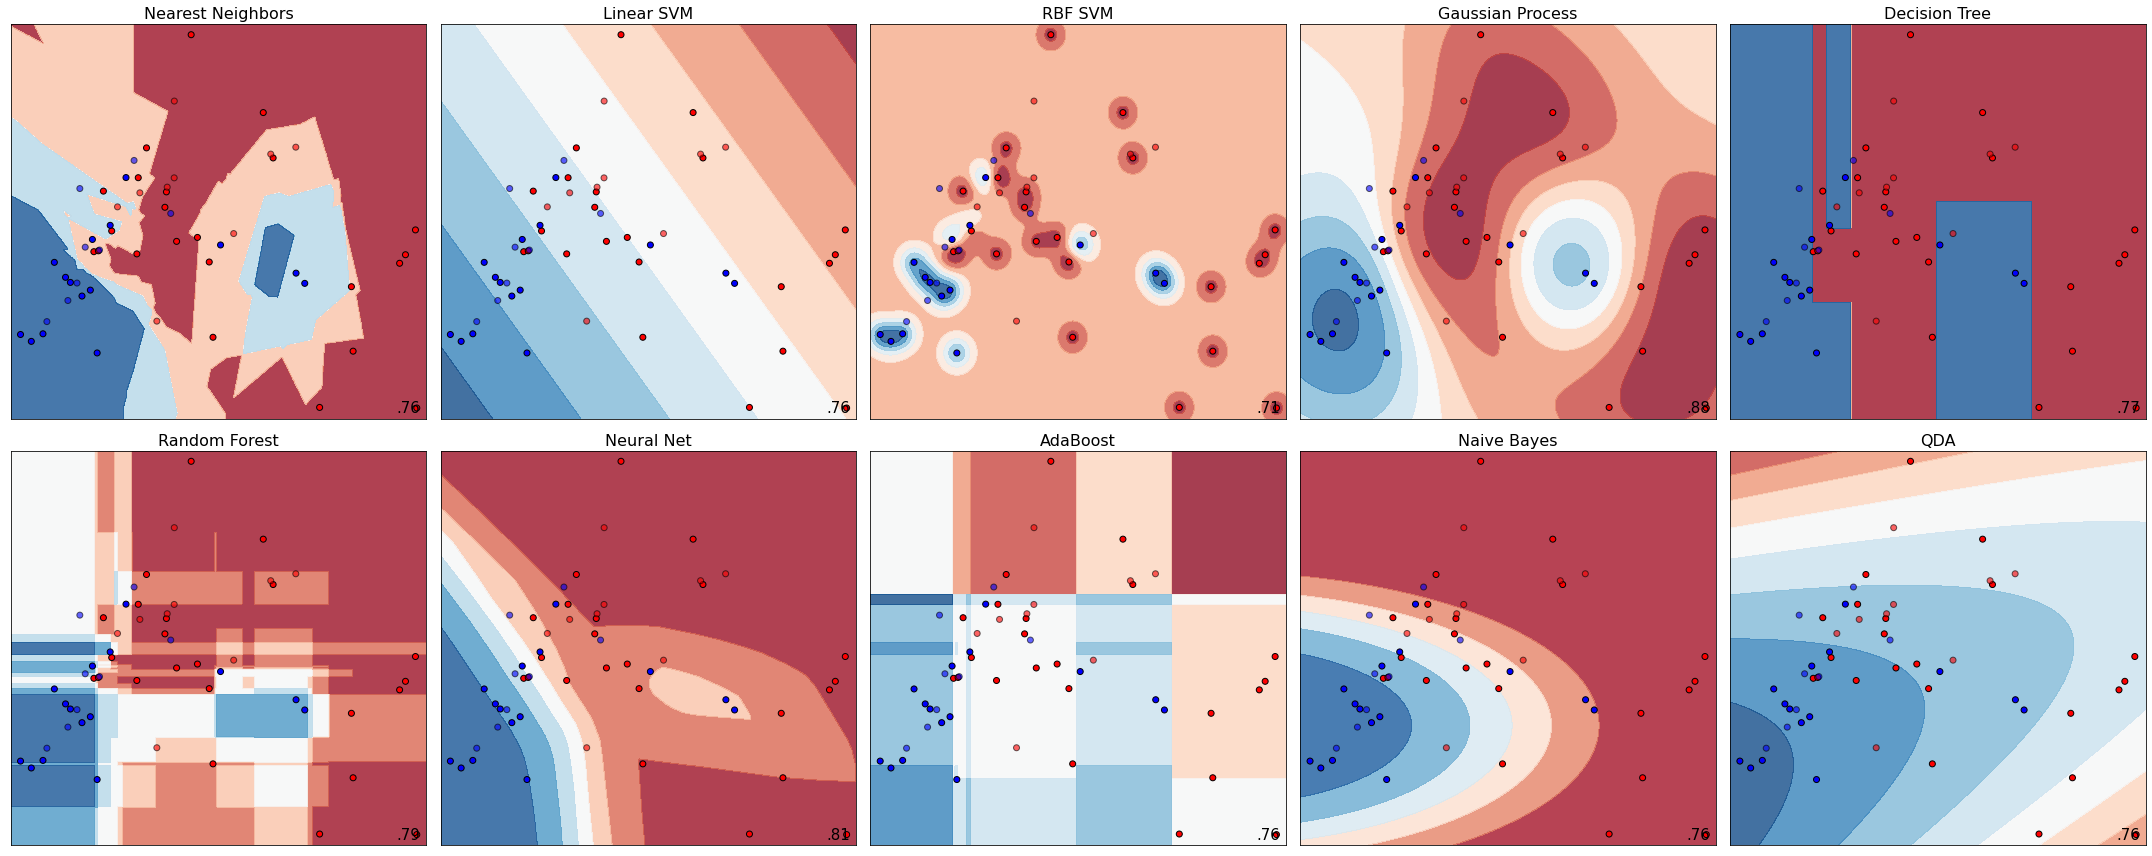 Nearest Neighbors
Linear SVM
RBF SVM
Gaussian Process
Decision Tree
.76
.76
.71
.88
.77
Random Forest
Neural Net
AdaBoost
Naive Bayes
QDA
.79
.81
.76
.76
.76